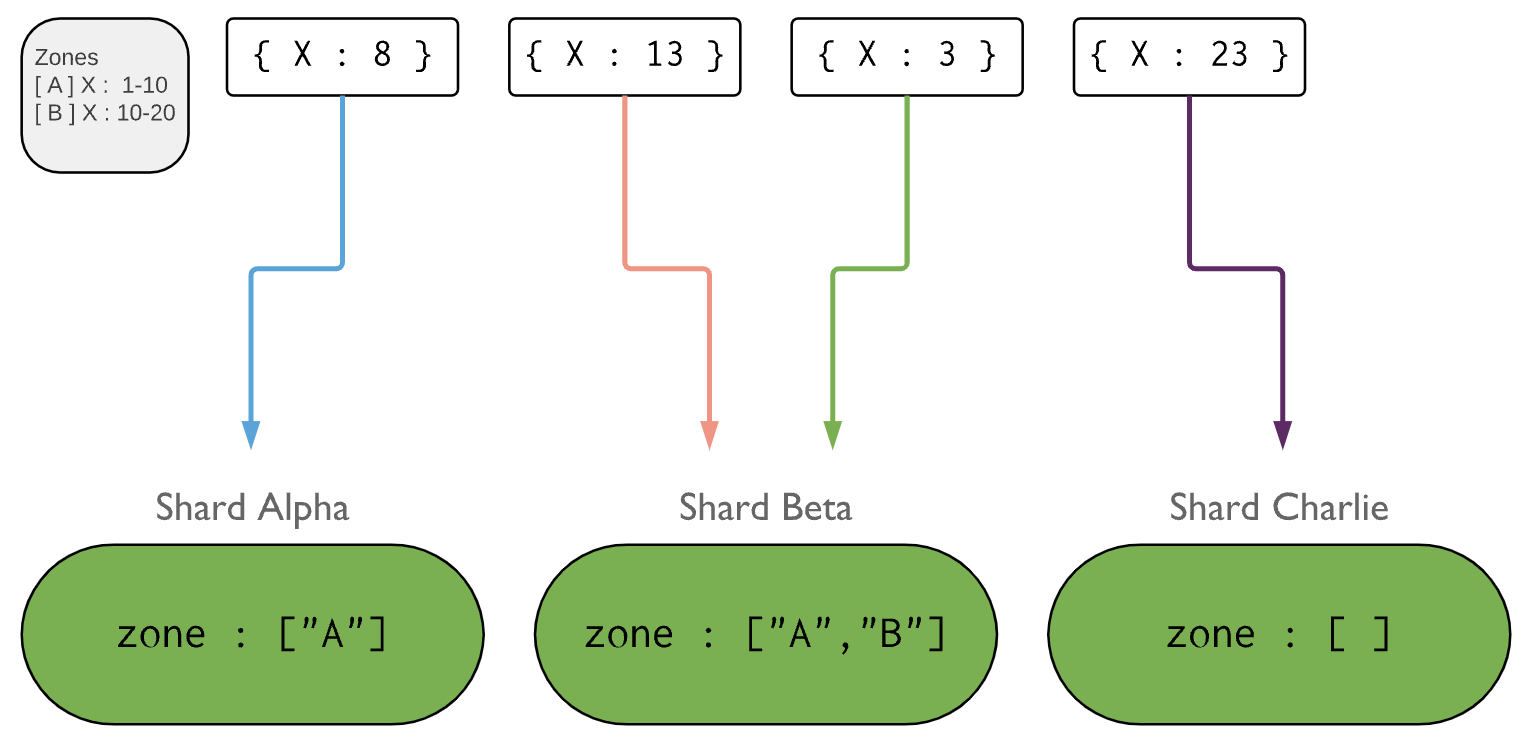 Zones
[ A ] X :  1-10
[ B ] X : 10-20
{ X : 8 }
{ X : 13 }
{ X : 3 }
{ X : 23 }
Shard Alpha
Shard Beta
Shard Charlie
zone : ["A"]
zone : ["A","B"]
zone : [ ]